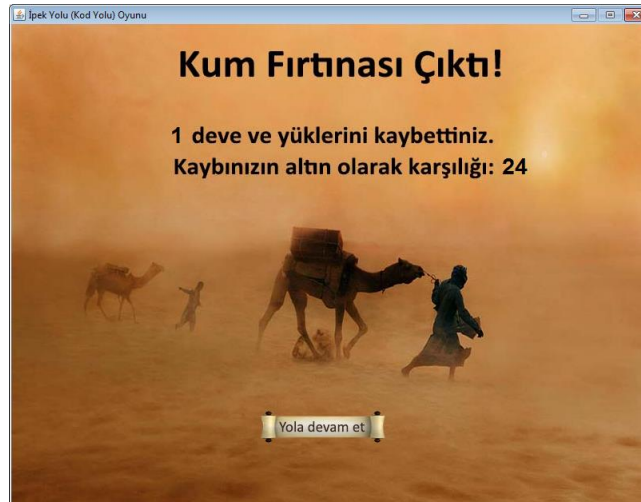 İpek Yolu (Kod Yolu) Oyunu
Kum Fırtınası Çıktı!
1 deve ve yüklerini kaybettiniz.
Kaybınızın altın olarak karşılığı: 24
Yola devam et